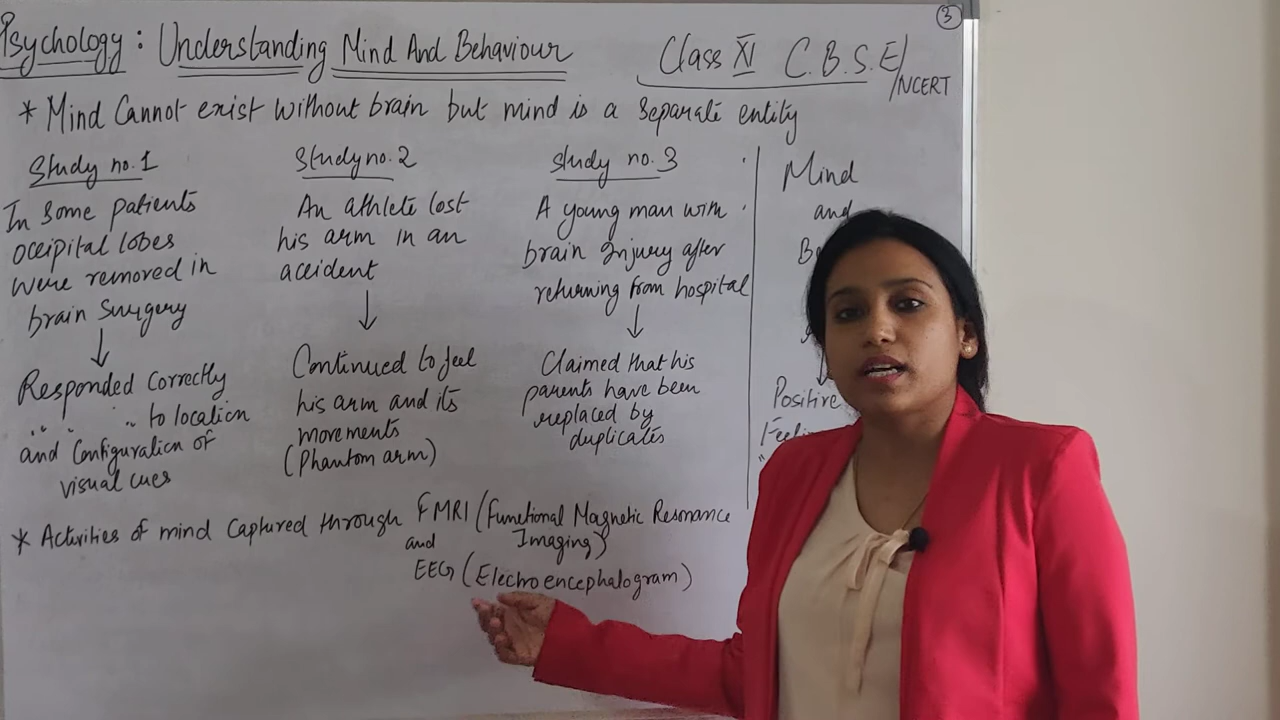 Psychology: Understanding Mind And Behaviour
Class XI C.B.S.E/NCERT
3
* Mind Cannot exist without brain but mind is a separate entity
Study no. 1
In some patients
occipital lobes
were removed in
brain surgery
↓
Responded correctly
" " " to location
and configuration of
visual cues
Study no. 2
An athlete lost
his arm in an
accident
↓
Continued to feel
his arm and its
movements
(Phantom arm)
Study no. 3
A young man with
brain injury after
returning from hospital
↓
Claimed that his
parents have been
replaced by
duplicates
Mind
and
Positive
* Activities of mind captured through FMRI (Functional Magnetic Resonance
Imaging)
and
EEG (Electroencephalogram)